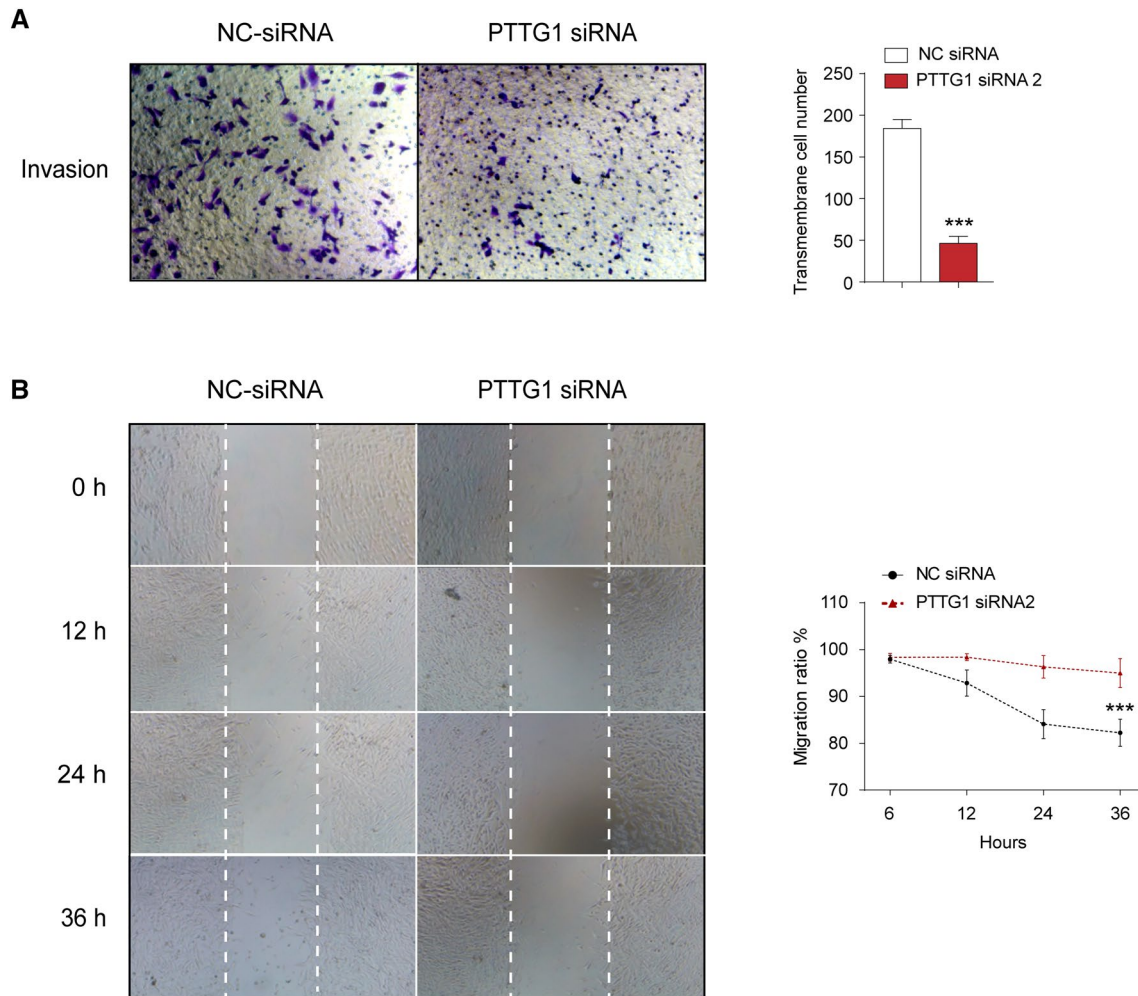 A
NC-siRNA PTTG1 siRNA
Invasion
NC siRNA
PTTG1 siRNA 2
Transmembrane cell number
250
200
150
100
50
0
***
B
NC-siRNA PTTG1 siRNA
0 h
12 h
24 h
36 h
NC siRNA
PTTG1 siRNA2
Migration ratio %
110
100
90
80
70
***
6 12 24 36
Hours